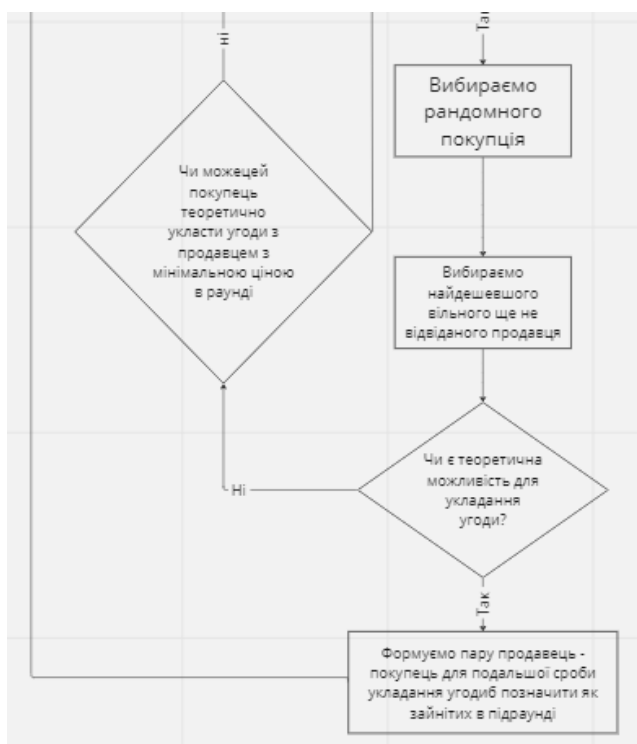 ні
Так
Вибираємо
рандомного
покупція
Чи можецей
покупець
теоретично
укласти угоди з
продавцем з
мінімальною ціною
в раунді
Вибираємо
найдешевшого
вільного ще не
відвіданого продавця
Чи є теоретична
можливість для
укладання
угоди?
Ні
Так
Формуємо пару продавець -
покупець для подальшої сроби
укладання угодиб позначити як
зайнітих в підраунді